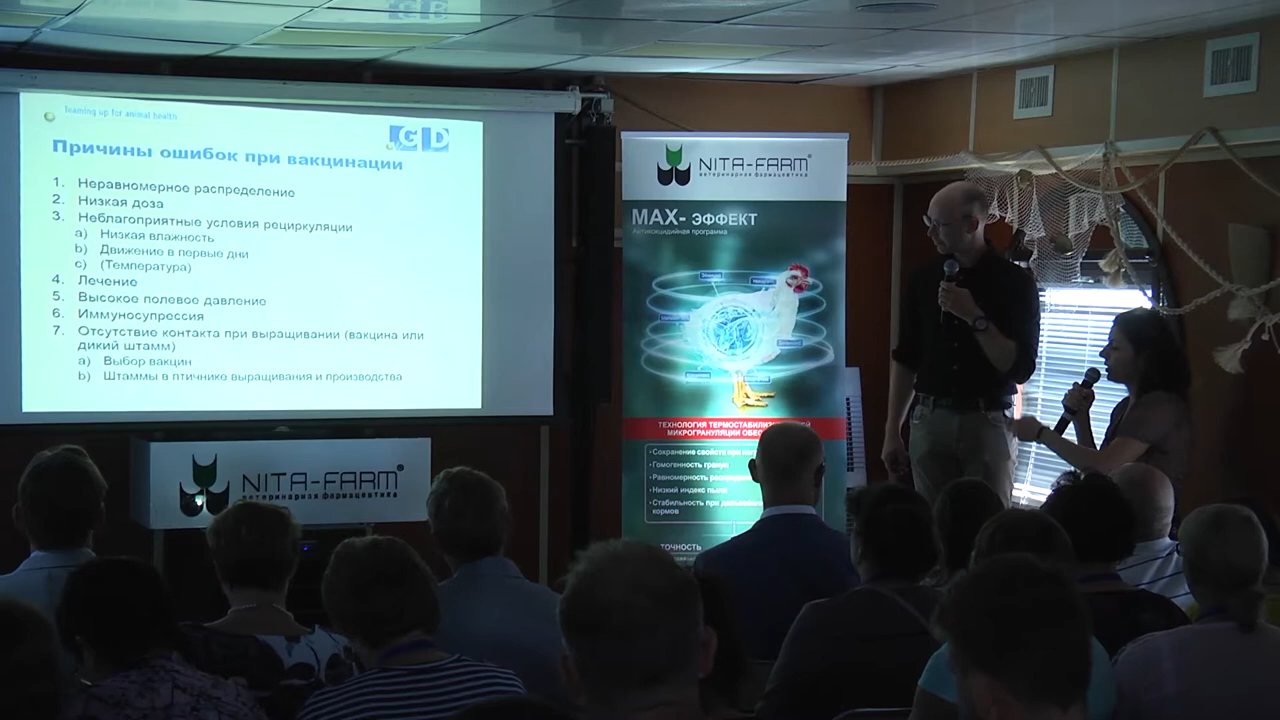 teaming up for animal health
GD
Причины ошибок при вакцинации
1. Неравномерное распределение
2. Низкая доза
3. Неблагоприятные условия рециркуляции
a) Низкая влажность
b) Движение в первые дни
c) (Температура)
4. Лечение
5. Высокое полевое давление
6. Иммуносупрессия
7. Отсутствие контакта при выращивании (вакцина или
дикий штамм)
a) Выбор вакцин
b) Штаммы в птичнике выращивания и производства
NITA-FARM®
ветеринарная фармацевтика
NITA-FARM®
ветеринарная фармацевтика
MAX- ЭФФЕКТ
Антикокцидийная программа
ТЕХНОЛОГИЯ
МИКРОГРАНУЛЯЦИИ
·Сохранение свойств при
·Гомогенность гранул
·Равномерность
·Низкий индекс
·Стабильность при
кормов
ТОЧНОСТЬ